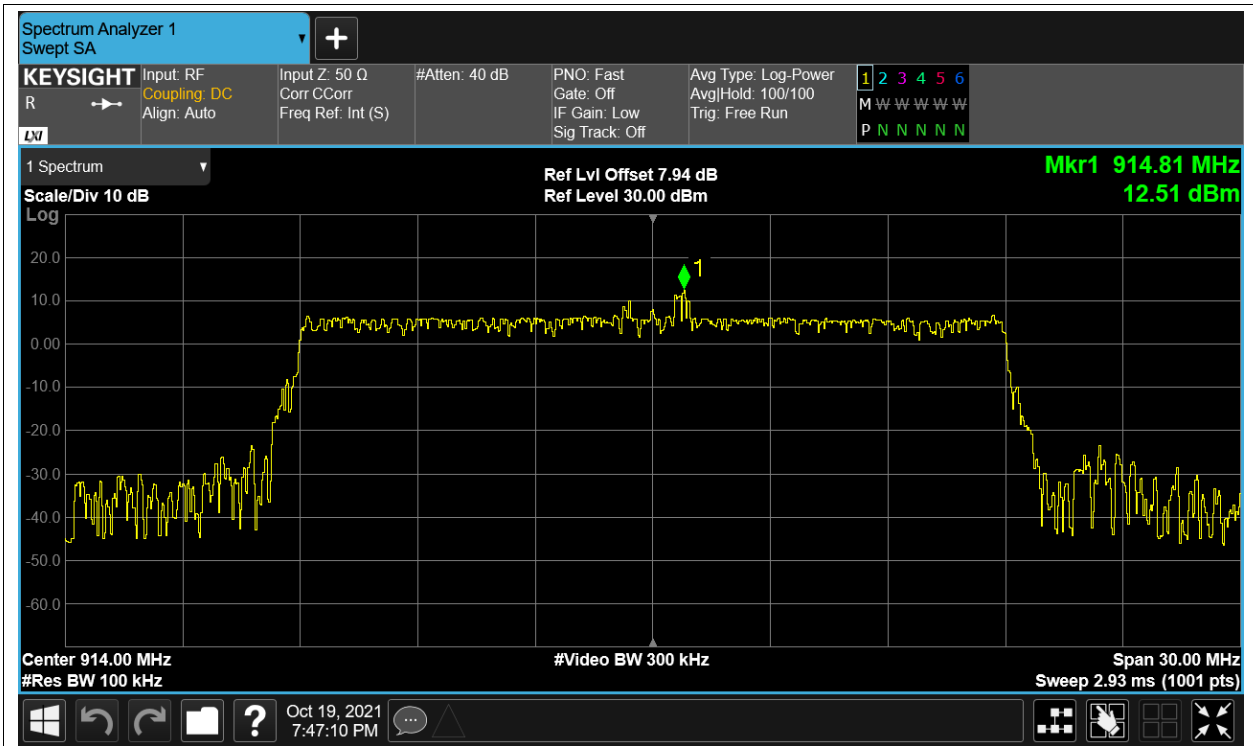 Spectrum Analyzer 1
Swept SA
+
KEYSIGHT
R
LXI
Input: RF
Coupling: DC
Align: Auto
Input Z: 50 Ω
Corr CCorr
Freq Ref: Int (S)
#Atten: 40 dB
PNO: Fast
Gate: Off
IF Gain: Low
Sig Track: Off
Avg Type: Log-Power
Avg|Hold: 100/100
Trig: Free Run
1 2 3 4 5 6
M W W W W W
P N N N N N
1 Spectrum
Scale/Div 10 dB
Log
Ref Lvl Offset 7.94 dB
Ref Level 30.00 dBm
Mkr1 914.81 MHz
12.51 dBm
1
20.0
10.0
0.00
-10.0
-20.0
-30.0
-40.0
-50.0
-60.0
Center 914.00 MHz
#Res BW 100 kHz
#Video BW 300 kHz
Span 30.00 MHz
Sweep 2.93 ms (1001 pts)
?
Oct 19, 2021
7:47:10 PM